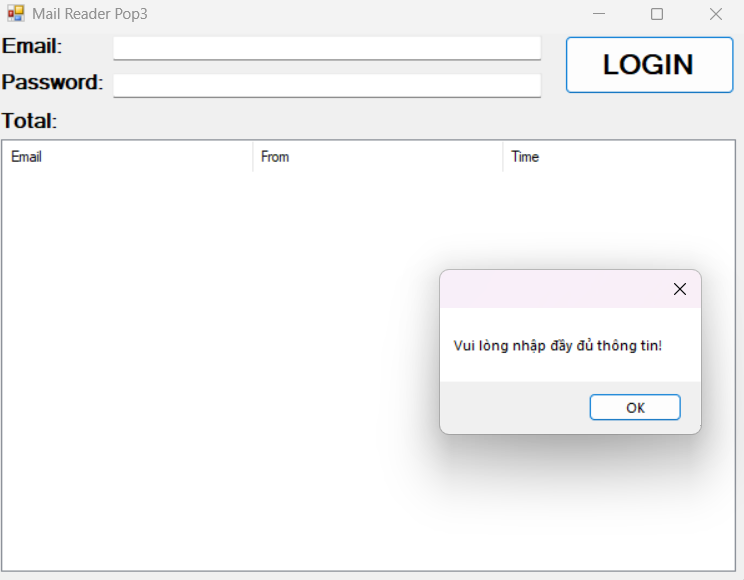 Mail Reader Pop3
Email:
LOGIN
Password:
Total:
Email From Time
Vui lòng nhập đầy đủ thông tin!
OK